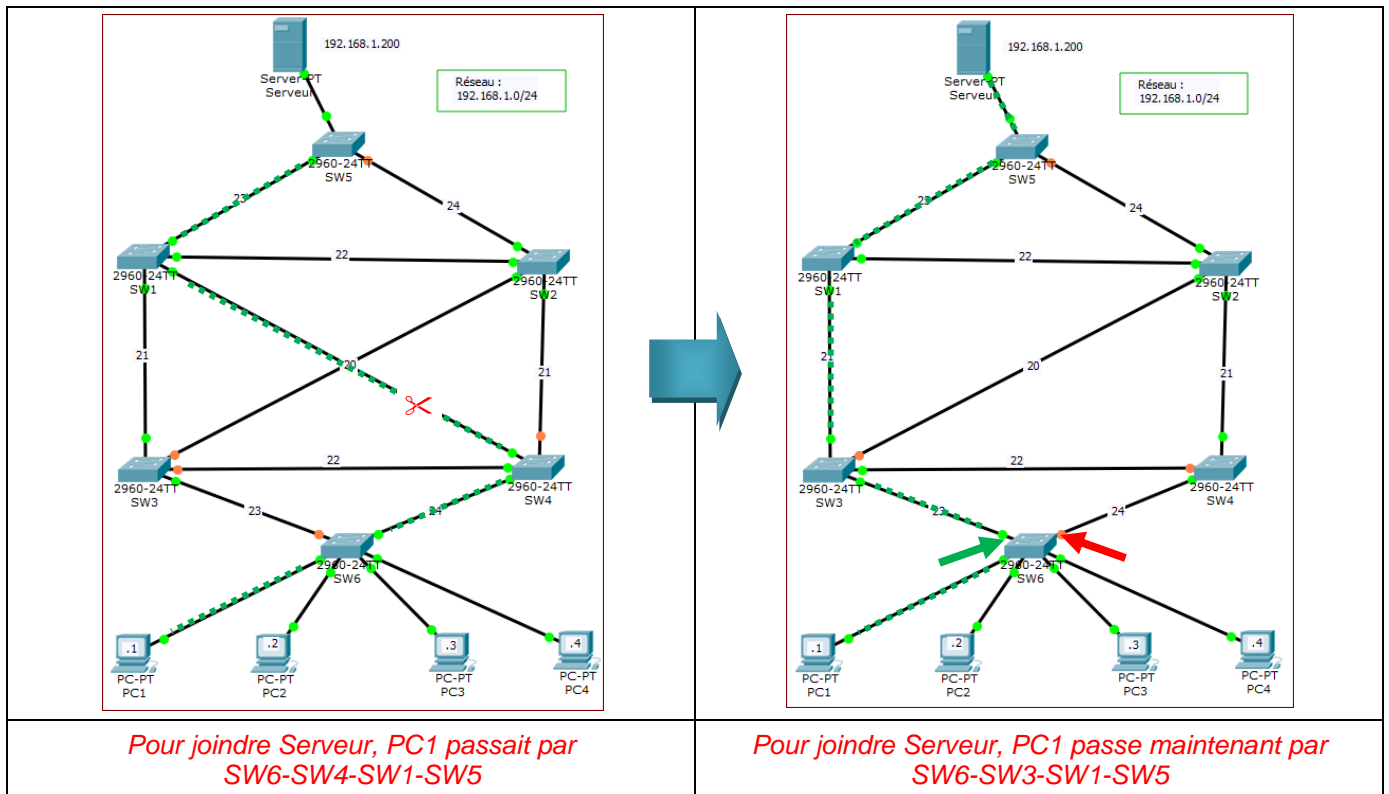 192.168.1.200
Server-PT
Serveur
Réseau :
192.168.1.0/24
2960-24TT
SW5
23
24
22
2960-24TT
SW1
2960-24TT
SW2
21
20
21
22
2960-24TT
SW3
2960-24TT
SW4
23
24
2960-24TT
SW6
.1
.2
.3
.4
PC-PT
PC1
PC-PT
PC2
PC-PT
PC3
PC-PT
PC4
Pour joindre Serveur, PC1 passait par
SW6-SW4-SW1-SW5
192.168.1.200
Server-PT
Serveur
Réseau :
192.168.1.0/24
2960-24TT
SW5
23
24
22
2960-24TT
SW1
2960-24TT
SW2
21
20
21
22
2960-24TT
SW3
2960-24TT
SW4
23
24
2960-24TT
SW6
.1
.2
.3
.4
PC-PT
PC1
PC-PT
PC2
PC-PT
PC3
PC-PT
PC4
Pour joindre Serveur, PC1 passe maintenant par
SW6-SW3-SW1-SW5